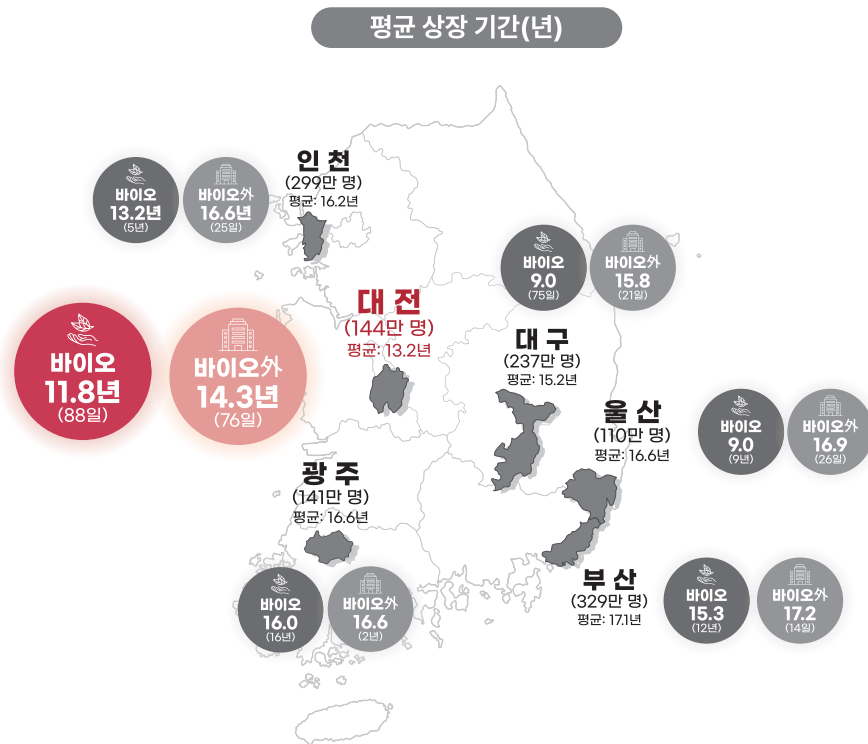 평균 상장 기간(년)
인 천
(299만 명)
평균: 16.2년
바이오
13.2년
(5년)
바이오外
16.6년
(25일)
대 전
(144만 명)
평균: 13.2년
바이오
11.8년
(88일)
바이오外
14.3년
(76일)
바이오
9.0
(75일)
바이오外
15.8
(21일)
대 구
(237만 명)
평균: 15.2년
울 산
(110만 명)
평균: 16.6년
바이오
9.0
(9년)
바이오外
16.9
(26일)
광 주
(141만 명)
평균: 16.6년
바이오
16.0
(16년)
바이오外
16.6
(2년)
부 산
(329만 명)
평균: 17.1년
바이오
15.3
(12년)
바이오外
17.2
(14일)